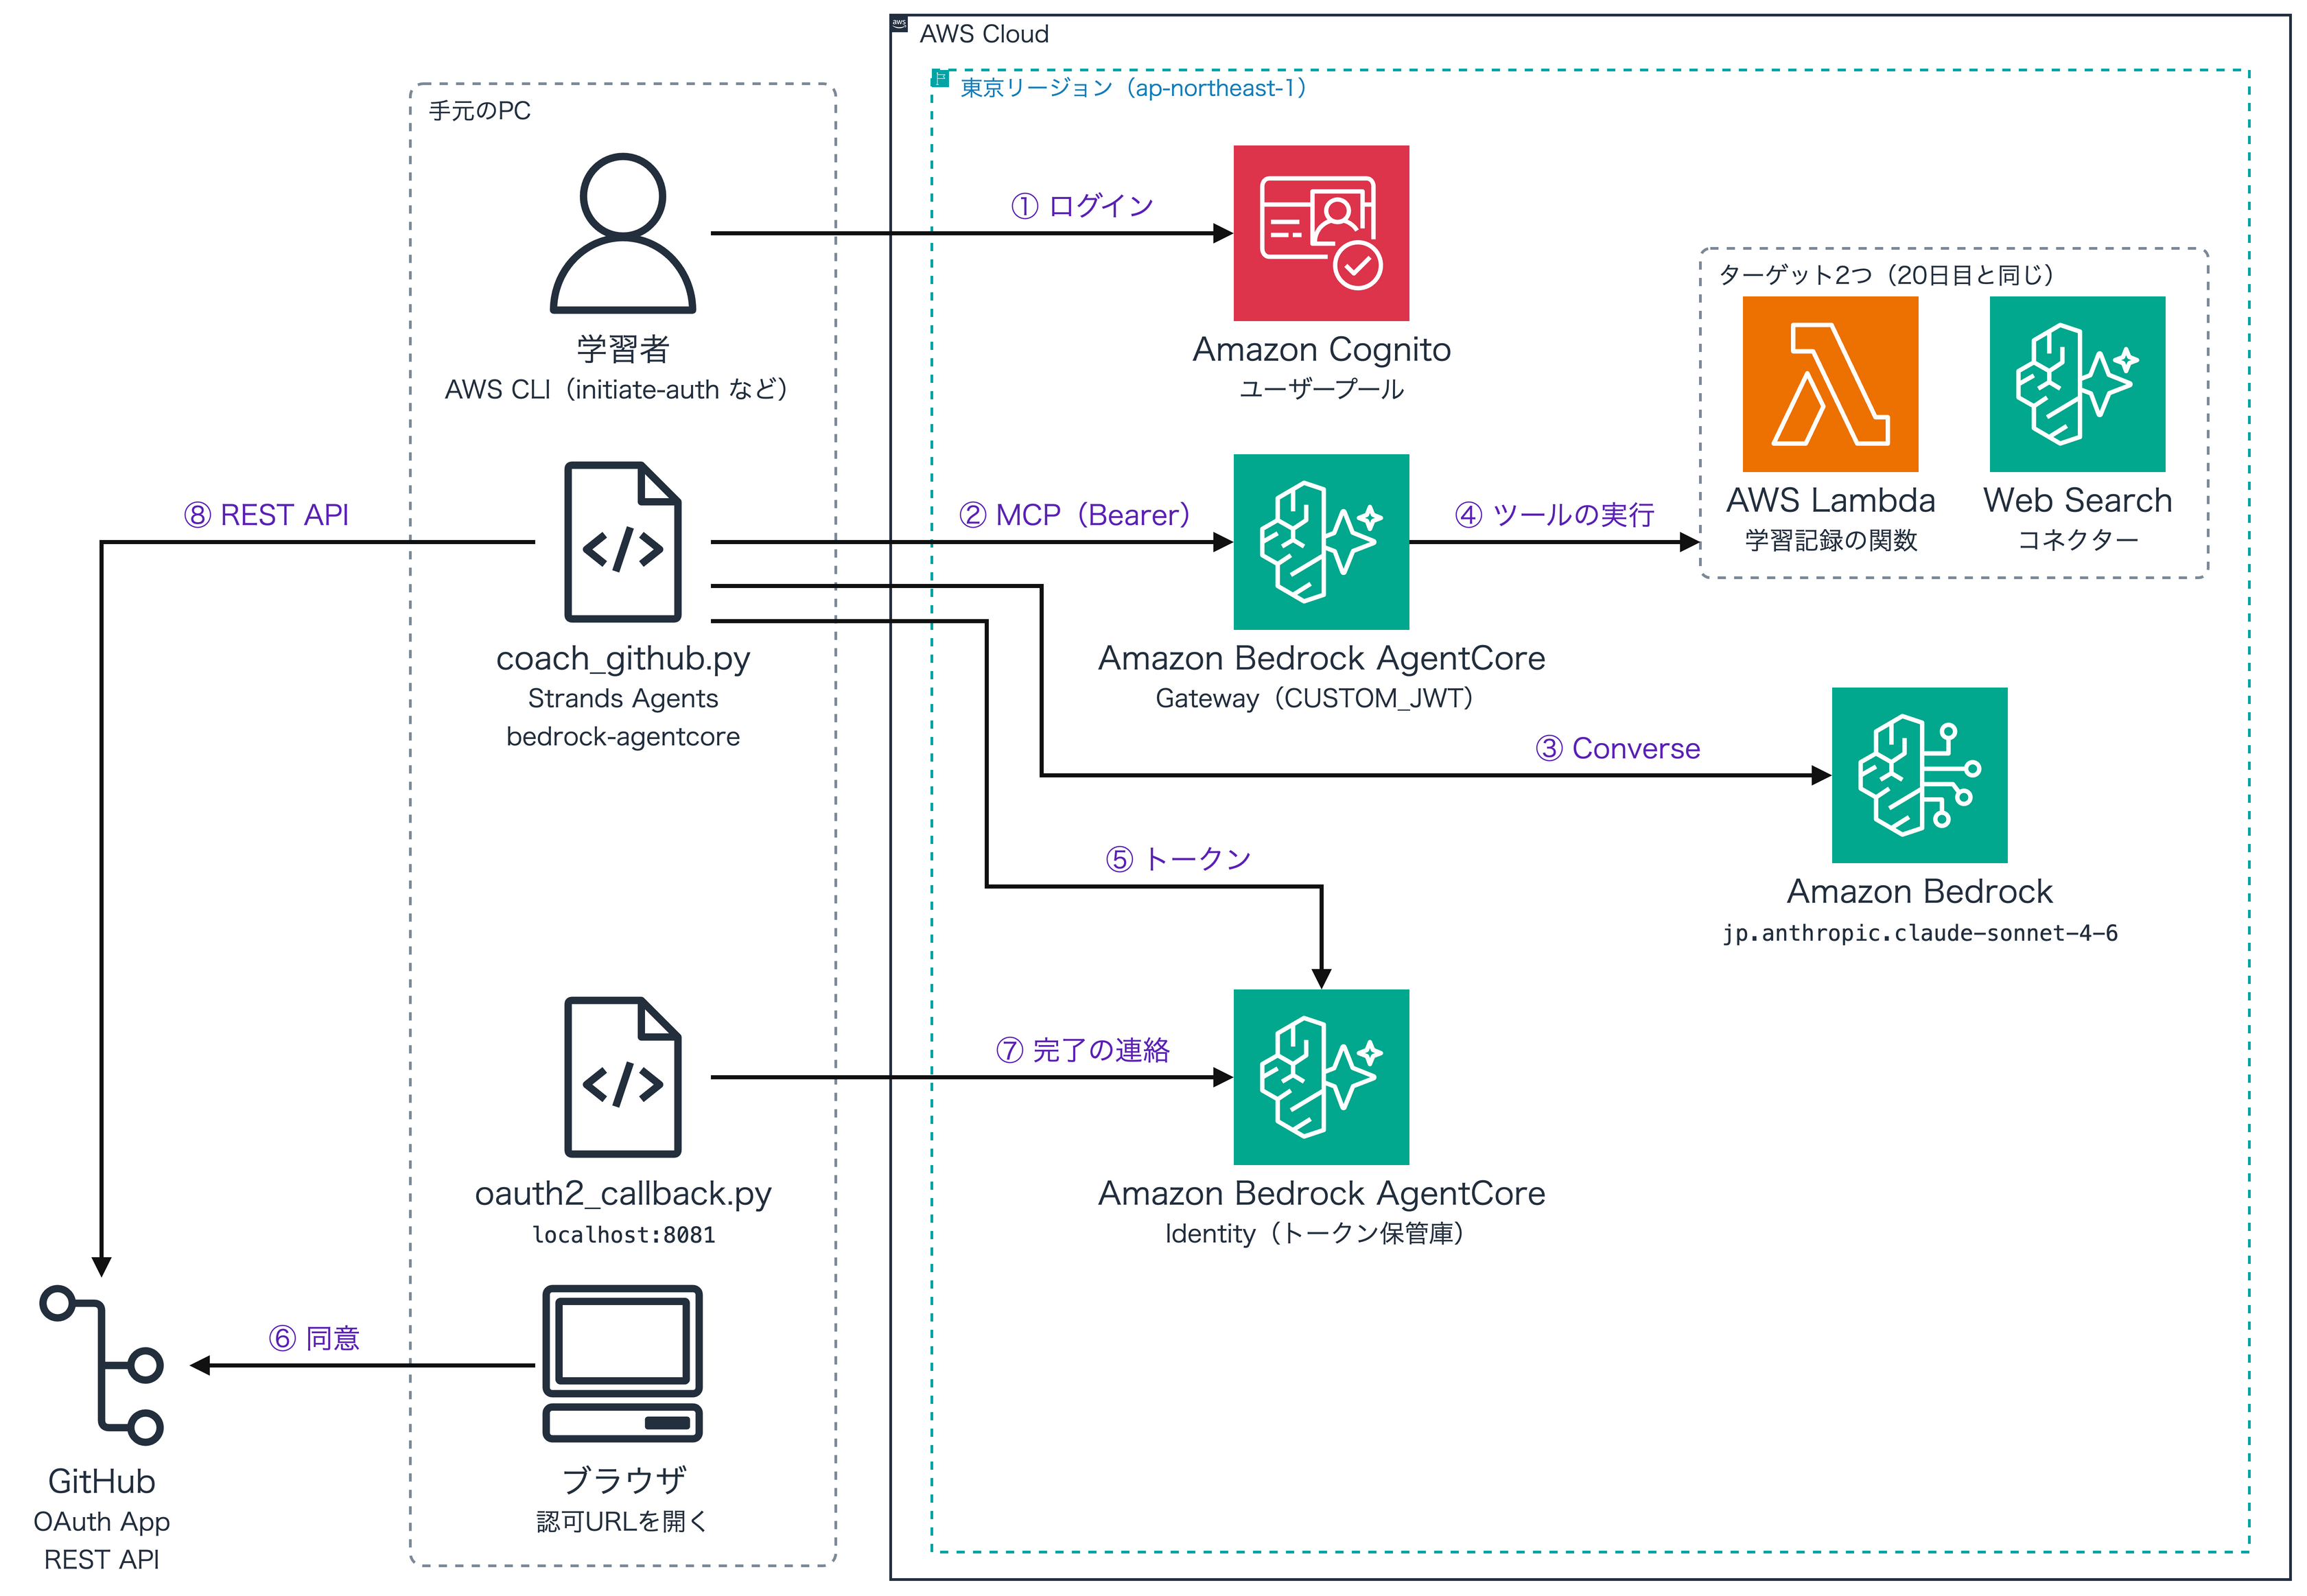 aws
AWS Cloud
東京リージョン（ap-northeast-1）
手元のPC
① ログイン
学習者
AWS CLI（initiate-auth など）
Amazon Cognito
ユーザープール
ターゲット2つ（20日目と同じ）
AWS Lambda
学習記録の関数
Web Search
コネクター
⑧ REST API
② MCP（Bearer）
④ ツールの実行
coach_github.py
Strands Agents
bedrock-agentcore
Amazon Bedrock AgentCore
Gateway（CUSTOM_JWT）
③ Converse
⑤ トークン
Amazon Bedrock
jp.anthropic.claude-sonnet-4-6
⑦ 完了の連絡
oauth2_callback.py
localhost:8081
Amazon Bedrock AgentCore
Identity（トークン保管庫）
⑥ 同意
GitHub
OAuth App
REST API
ブラウザ
認可URLを開く